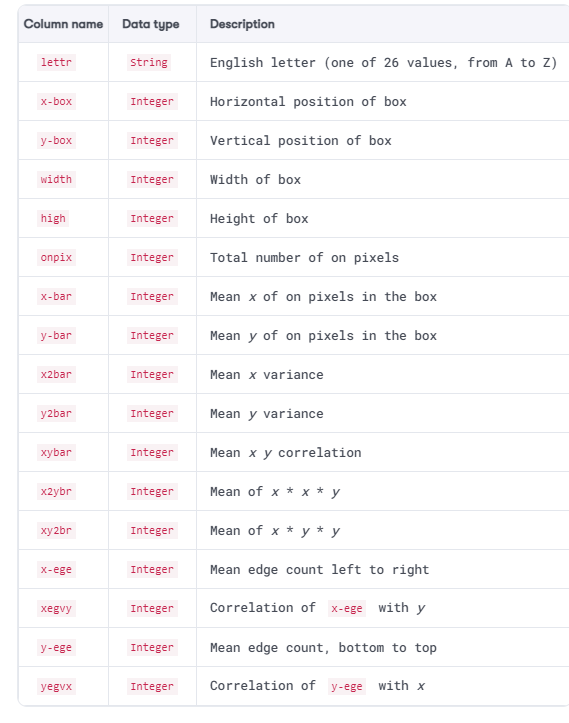 Column name Data type Description
lettr String English letter (one of 26 values, from A to Z)
x-box Integer Horizontal position of box
y-box Integer Vertical position of box
width Integer Width of box
high Integer Height of box
onpix Integer Total number of on pixels
x-bar Integer Mean x of on pixels in the box
y-bar Integer Mean y of on pixels in the box
x2bar Integer Mean x variance
y2bar Integer Mean y variance
xybar Integer Mean x y correlation
x2ybr Integer Mean of x * x * y
xy2br Integer Mean of x * y * y
x-ege Integer Mean edge count left to right
xegvy Integer Correlation of x-ege with y
y-ege Integer Mean edge count, bottom to top
yegvx Integer Correlation of y-ege with x